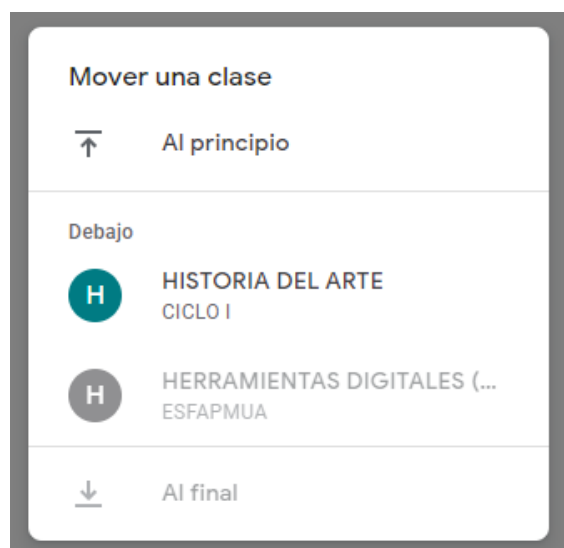 Mover una clase
Al principio
Debajo
H
HISTORIA DEL ARTE
CICLO I
H
HERRAMIENTAS DIGITALES (...
ESFAPMUA
Al final